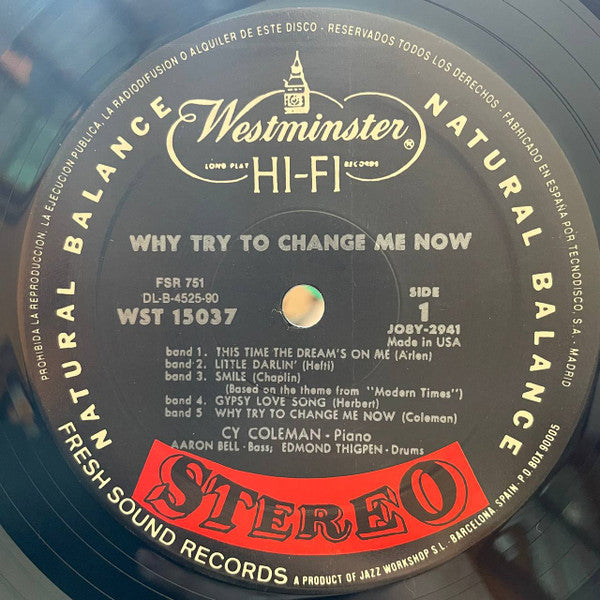 PROHIBIDA LA REPRODUCCION, LA EJECUCION PUBLICA, LA RADIODIFUSION O ALQUILER DE ESTE DISCO - RESERVADOS TODOS LOS DERECHOS - FABRICADO EN ESPAÑA POR TECNODISCO, S.A. - MADRID
NATURAL BALANCE
NATURAL BALANCE
Westminster®
LONG PLAY RECORDS
HI-FI
WHY TRY TO CHANGE ME NOW
FSR 751
DL-B-4525-90
WST 15037
SIDE
1
JO8Y-2941
Made in USA
band 1. THIS TIME THE DREAM'S ON ME (Arlen)
band 2. LITTLE DARLIN' (Hefti)
band 3. SMILE (Chaplin)
(Based on the theme from "Modern Times")
band 4. GYPSY LOVE SONG (Herbert)
band 5 WHY TRY TO CHANGE ME NOW (Coleman)
CY COLEMAN - Piano
AARON BELL - Bass; EDMOND THIGPEN - Drums
STEREO
FRESH SOUND RECORDS
A PRODUCT OF JAZZ WORKSHOP S.L. - BARCELONA, SPAIN - P.O. BOX 90005